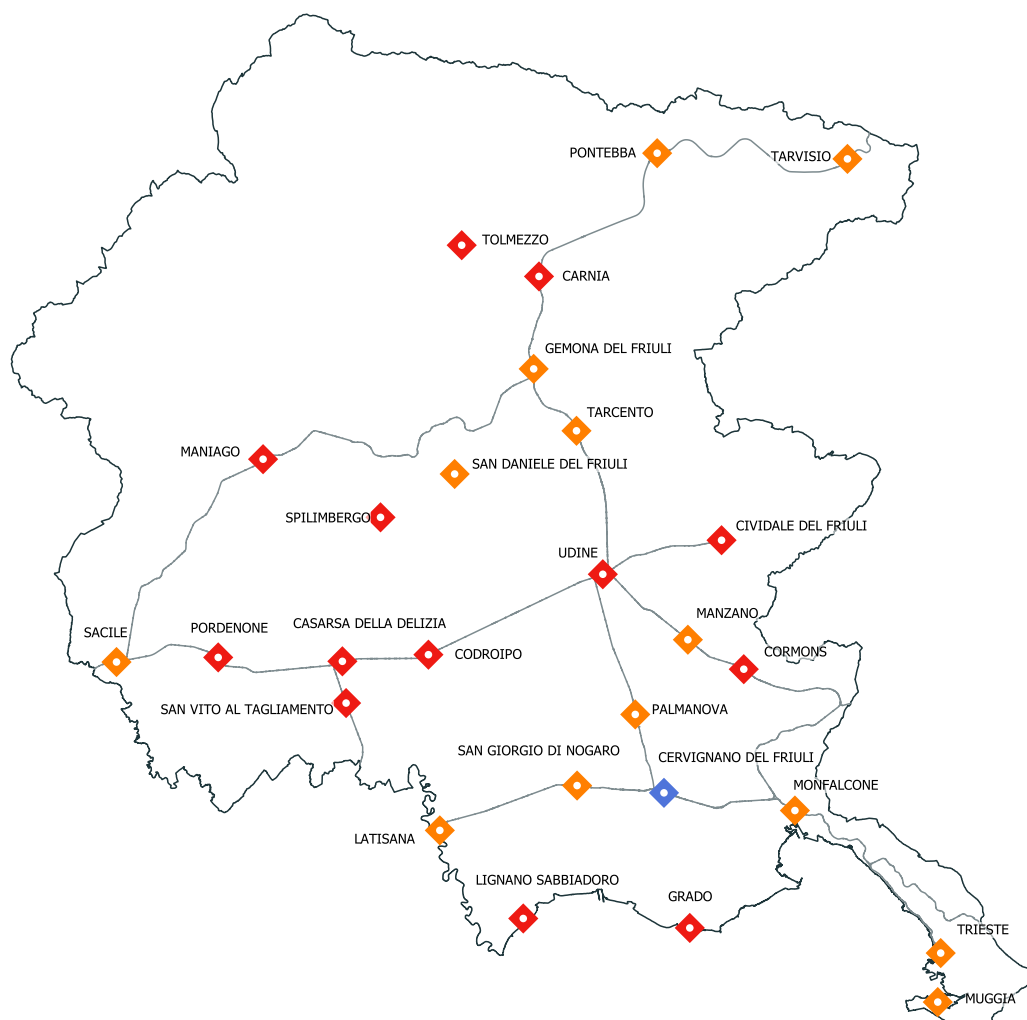 PONTEBBA
TARVISIO
TOLMEZZO
CARNIA
GEMONA DEL FRIULI
TARCENTO
MANIAGO
SAN DANIELE DEL FRIULI
SPILIMBERGO
CIVIDALE DEL FRIULI
UDINE
MANZANO
SACILE
PORDENONE
CASARSA DELLA DELIZIA
CODROIPO
CORMONS
SAN VITO AL TAGLIAMENTO
PALMANOVA
SAN GIORGIO DI NOGARO
CERVIGNANO DEL FRIULI
MONFALCONE
LATISANA
LIGNANO SABBIADORO
GRADO
TRIESTE
MUGGIA